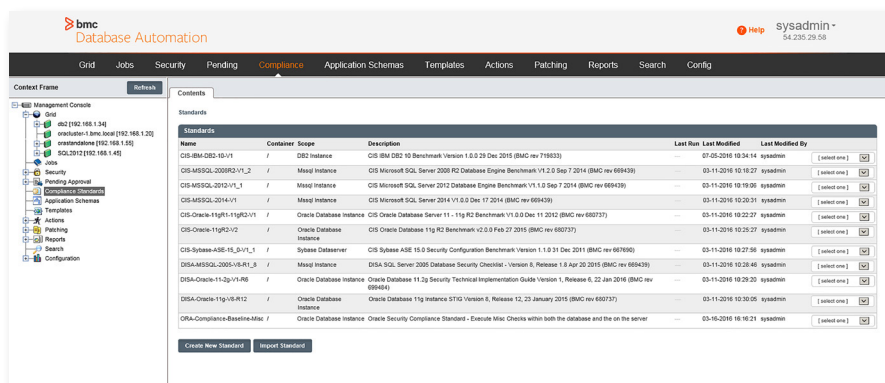 bmc
Database Automation
Help
sysadmin
54.235.29.58
Grid Jobs Security Pending Compliance Application Schemas Templates Actions Patching Reports Search Config
Context Frame
Refresh
Management Console
Grid
db2 [192.168.1.34]
oracluster-1.bmc.local [192.168.1.20]
orastandalone [192.168.1.55]
SQL2012 [192.168.1.45]
Jobs
Security
Pending Approval
Compliance Standards
Application Schemas
Templates
Actions
Patching
Reports
Search
Configuration
Contents
Standards
Standards
Name Container Scope Description Last Run Last Modified Last Modified By
CIS-IBM-DB2-10-V1 / DB2 Instance CIS IBM DB2 10 Benchmark Version 1.0.0 29 Dec 2015 (BMC rev 719833) --- 07-05-2016 10:34:14 sysadmin [ select one ]
CIS-MSSQL-2008R2-V1_2 / Mssql Instance CIS Microsoft SQL Server 2008 R2 Database Engine Benchmark V1.2.0 Sep 7 2014 (BMC rev 669439) --- 03-11-2016 10:18:27 sysadmin [ select one ]
CIS-MSSQL-2012-V1_1 / Mssql Instance CIS Microsoft SQL Server 2012 Database Engine Benchmark V1.1.0 Sep 7 2014 (BMC rev 669439) --- 03-11-2016 10:19:00 sysadmin [ select one ]
CIS-MSSQL-2014-V1 / Mssql Instance CIS Microsoft SQL Server 2014 V1.0.0 Dec 17 2014 (BMC rev 669439) --- 03-11-2016 10:20:31 sysadmin [ select one ]
CIS-Oracle-11gR1-11gR2-V1 / Oracle Database Instance CIS Oracle Database Server 11 - 11g R2 Benchmark V1.0.0 Dec 11 2012 (BMC rev 680737) --- 03-11-2016 10:22:27 sysadmin [ select one ]
CIS-Oracle-11gR2-V2 / Oracle Database Instance CIS Oracle Database 11g R2 Benchmark v2.0.0 Feb 27 2015 (BMC rev 680737) --- 03-11-2016 10:25:27 sysadmin [ select one ]
CIS-Sybase-ASE-15_0-V1_1 / Sybase Dataserver CIS Sybase ASE 15.0 Security Configuration Benchmark Version 1.1.0 31 Dec 2011 (BMC rev 667690) --- 03-11-2016 10:27:56 sysadmin [ select one ]
DISA-MSSQL-2005-V8-R1_8 / Mssql Instance DISA SQL Server 2005 Database Security Checklist - Version 8, Release 1.8 Apr 20 2015 (BMC rev 669439) --- 03-11-2016 10:28:46 sysadmin [ select one ]
DISA-Oracle-11-2g-V1-R6 / Oracle Database Instance Oracle Database 11.2g Security Technical Implementation Guide Version 1, Release 6, 22 Jan 2016 (BMC rev 699484) --- 03-11-2016 10:29:20 sysadmin [ select one ]
DISA-Oracle-11g-V8-R12 / Oracle Database Instance Oracle Database 11g Instance STIG Version 8, Release 12, 23 January 2015 (BMC rev 680737) --- 03-11-2016 10:30:05 sysadmin [ select one ]
ORA-Compliance-Baseline-Misc / Oracle Database Instance Oracle Security Compliance Standard - Execute Misc Checks within both the database and the on the server --- 03-16-2016 16:16:21 sysadmin [ select one ]
Create New Standard Import Standard